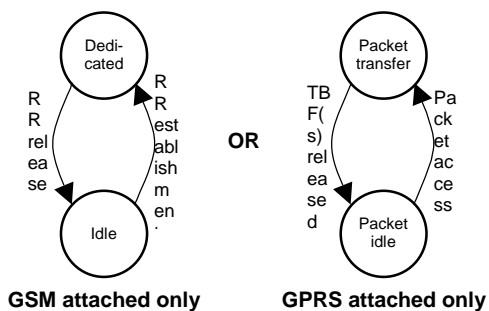 Dedi-
cated
R
R
rel
ea
se
R
R
est
abl
ish
m
en
Idle
GSM attached only
OR
Packet
transfer
TB
F(
s)
rel
ea
se
d
Pa
ck
et
ac
ce
ss
Packet
idle
GPRS attached only